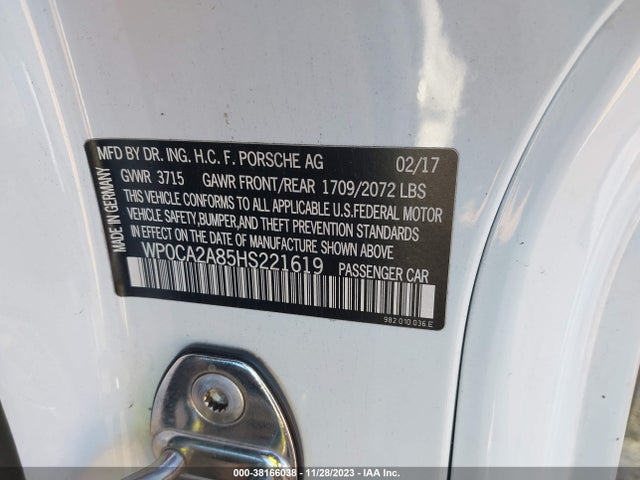 MFD BY DR. ING. H.C. F. PORSCHE AG 02/17
GVWR 3715 GAWR FRONT/REAR 1709/2072 LBS
THIS VEHICLE CONFORMS TO ALL APPLICABLE U.S.FEDERAL MOTOR
VEHICLE SAFETY,BUMPER,AND THEFT PREVENTION STANDARDS
IN EFFECT ON THE DATE OF MANUFACTURE SHOWN ABOVE
WP0CA2A85HS221619 PASSENGER CAR
MADE IN GERMANY
982 010 036 E
000-38166038 - 11/28/2023 - IAA Inc.